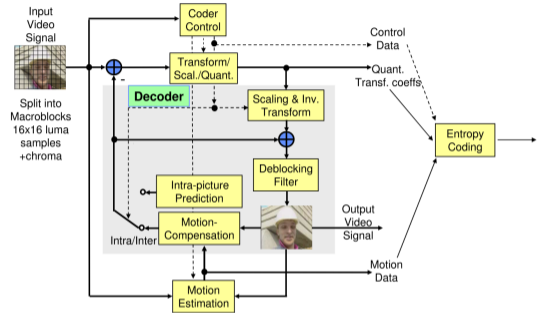 Input
Video
Signal
Coder
Control
Control
Data
Transform/
Scal./Quant.
-
Quant.
Transf. coeffs
Decoder
Scaling & Inv.
Transform
Split into
Macroblocks
16x16 luma
samples
+chroma
Entropy
Coding
Deblocking
Filter
Intra-picture
Prediction
Output
Video
Signal
Motion-
Compensation
Intra/Inter
Motion
Data
Motion
Estimation